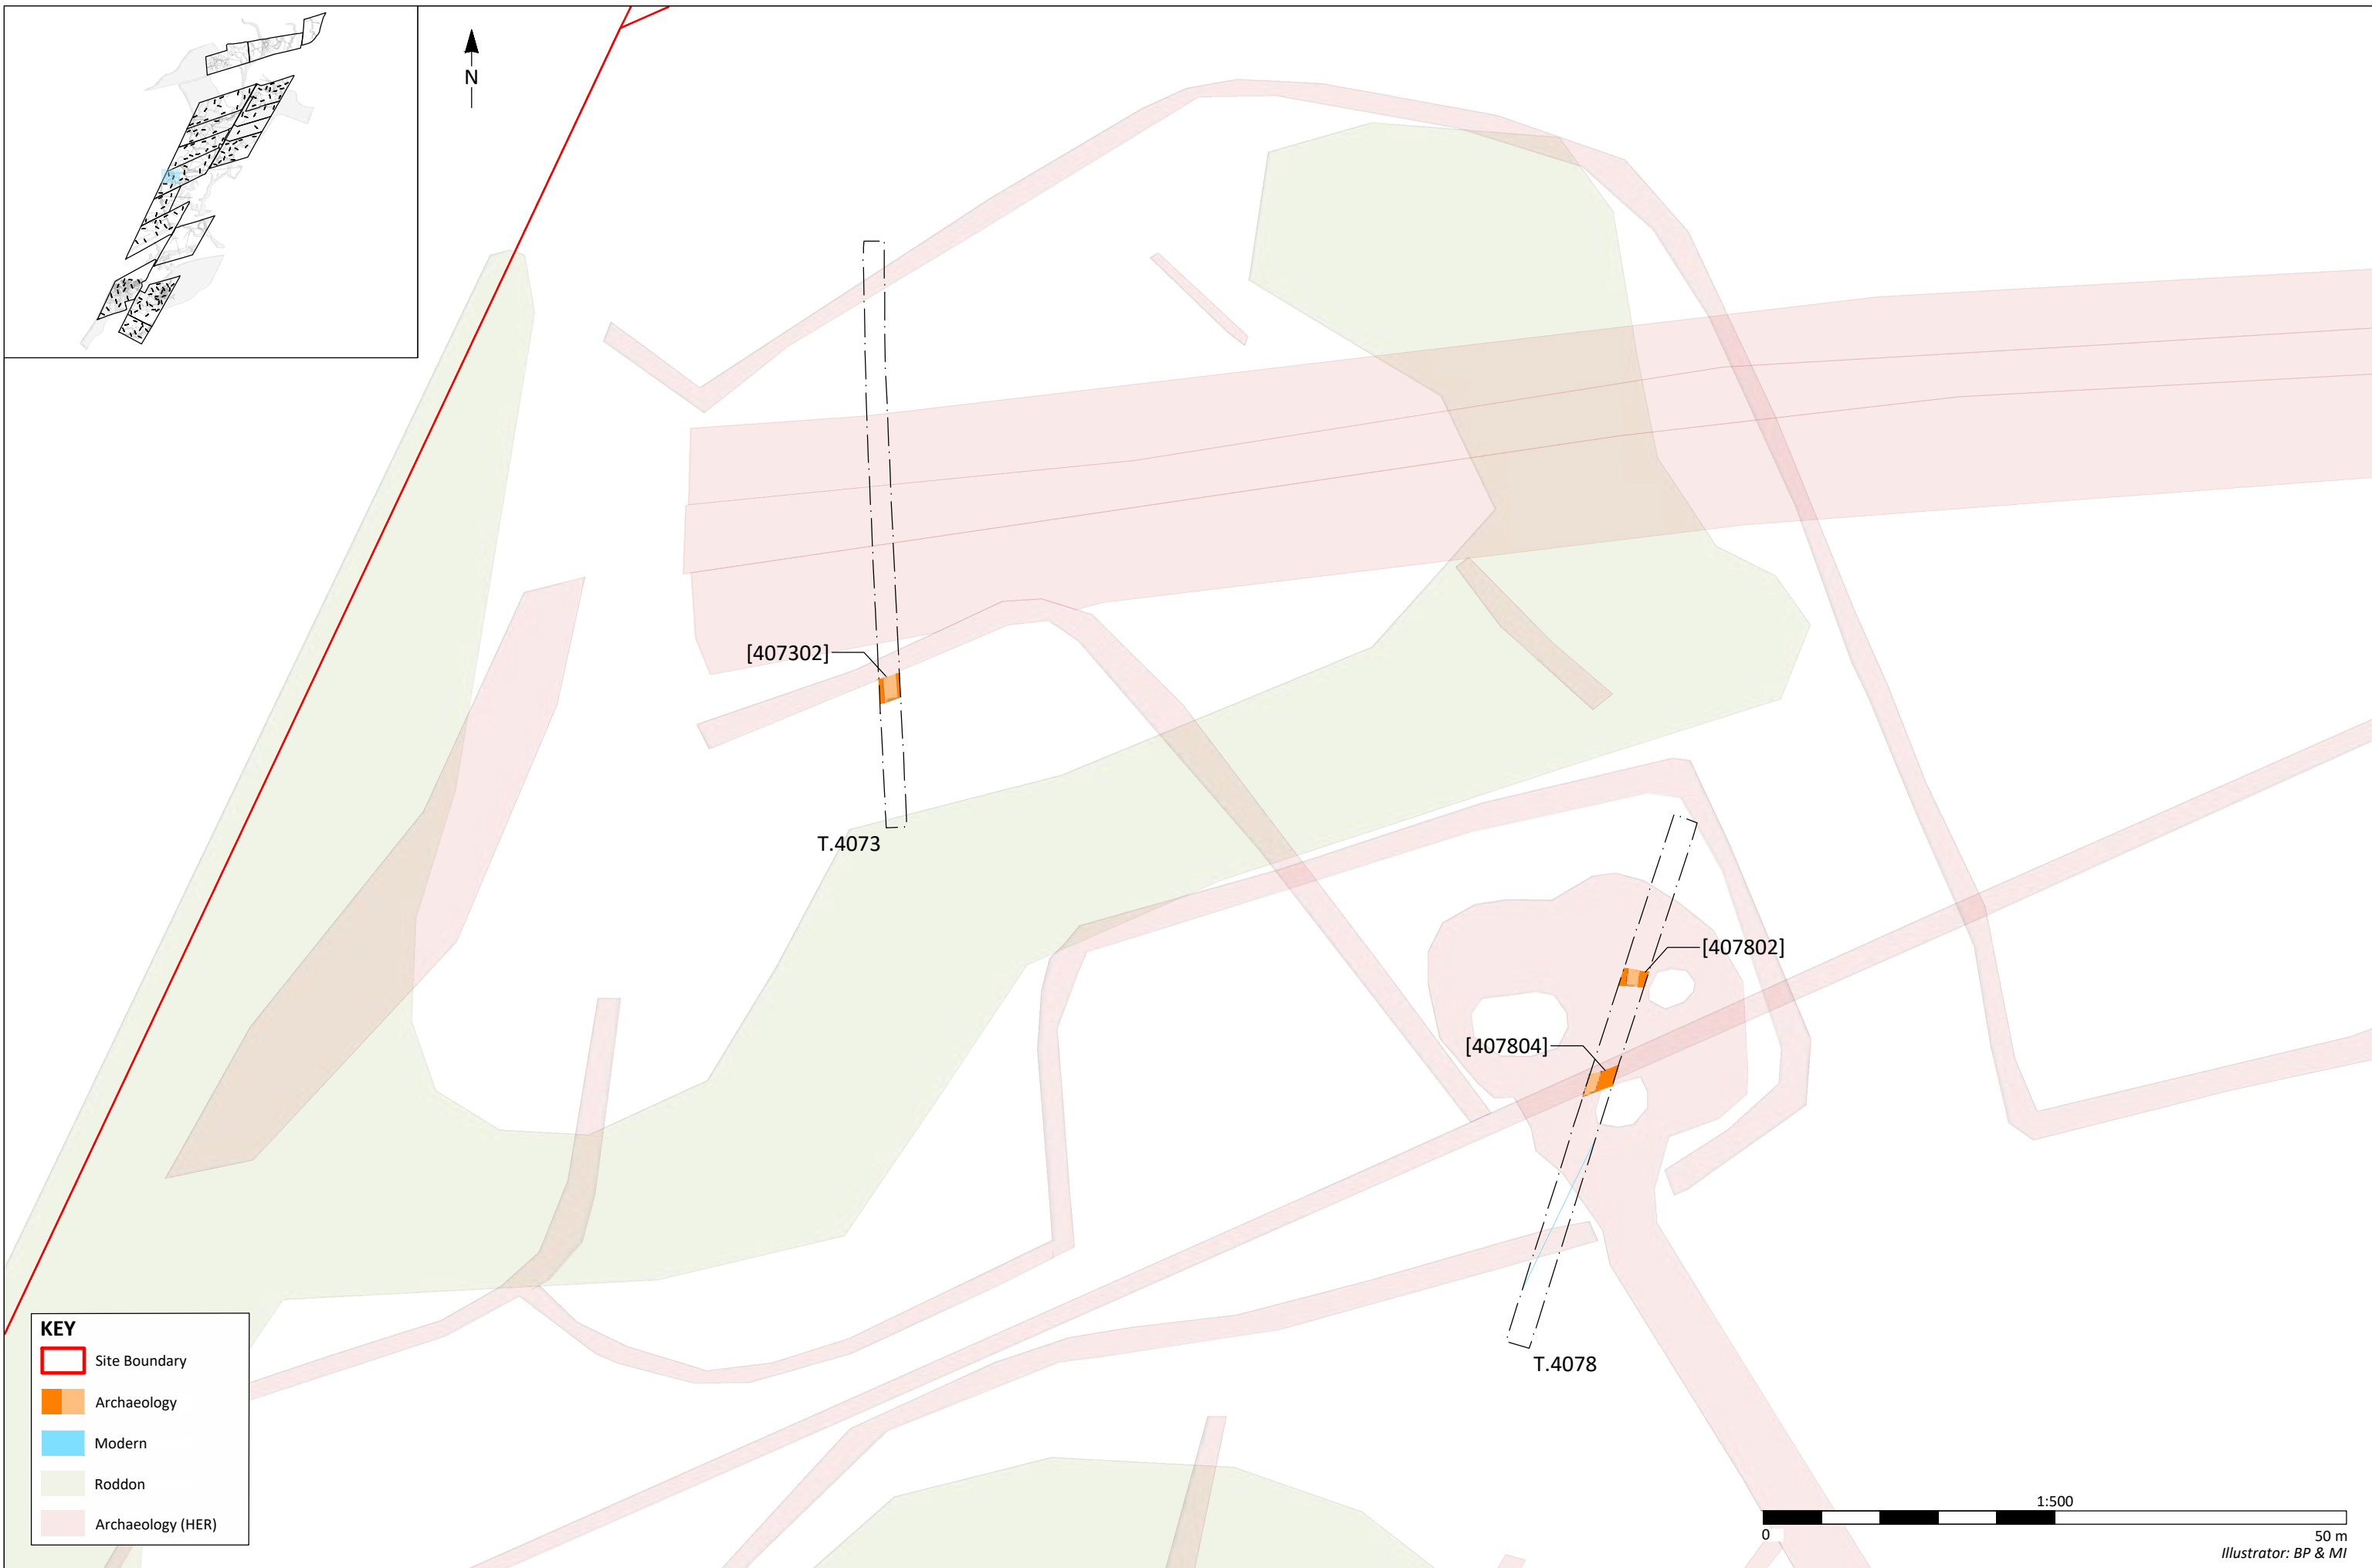 N
[407302]
T.4073
[407802]
[407804]
T.4078
KEY
Site Boundary
Archaeology
Modern
Roddon
Archaeology (HER)
1:500
0 50 m
Illustrator: BP & MI